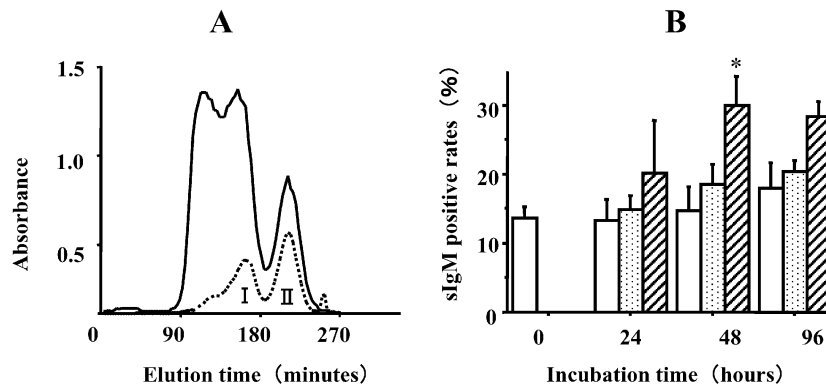 A
B
1.5
1.0
0.5
Absorbance
I
II
0
90
180
270
Elution time (minutes)
sIgM positive rates (%)
30
20
10
0
*
0
24
48
96
Incubation time (hours)